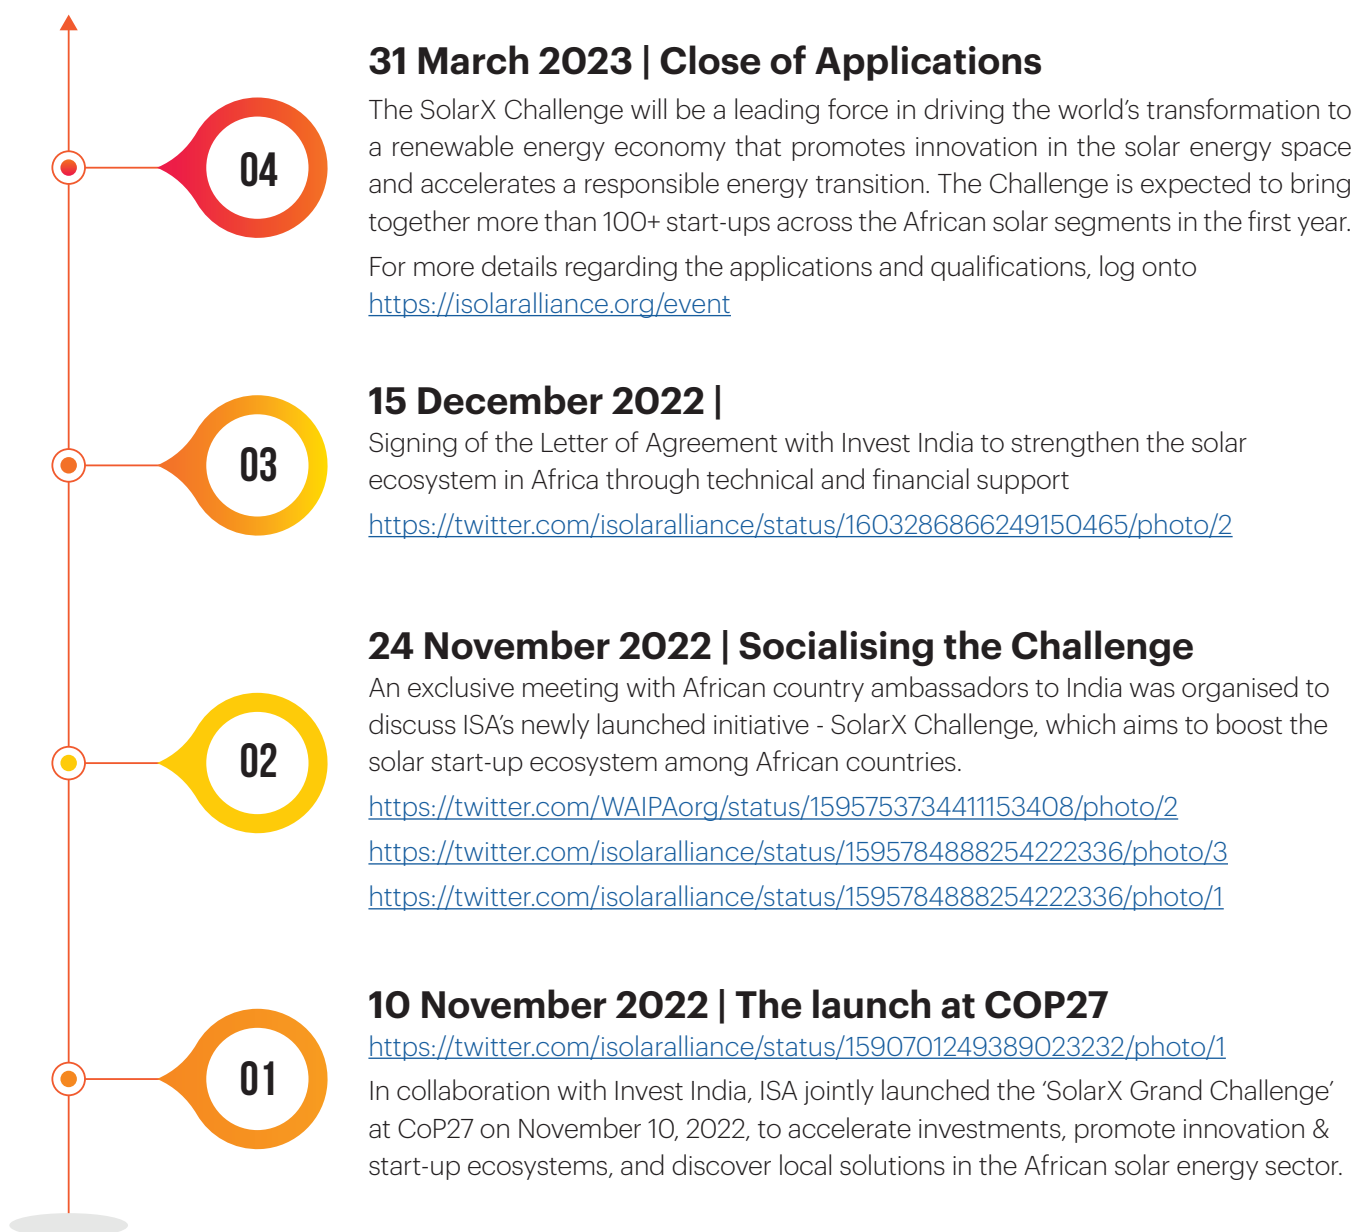 04
31 March 2023 | Close of Applications
The SolarX Challenge will be a leading force in driving the world’s transformation to
a renewable energy economy that promotes innovation in the solar energy space
and accelerates a responsible energy transition. The Challenge is expected to bring
together more than 100+ start-ups across the African solar segments in the first year.
For more details regarding the applications and qualifications, log onto
https://isolaralliance.org/event
03
15 December 2022 |
Signing of the Letter of Agreement with Invest India to strengthen the solar
ecosystem in Africa through technical and financial support
https://twitter.com/isolaralliance/status/1603286866249150465/photo/2
02
24 November 2022 | Socialising the Challenge
An exclusive meeting with African country ambassadors to India was organised to
discuss ISA’s newly launched initiative - SolarX Challenge, which aims to boost the
solar start-up ecosystem among African countries.
https://twitter.com/WAIPAorg/status/1595753734411153408/photo/2
https://twitter.com/isolaralliance/status/1595784888254222336/photo/3
https://twitter.com/isolaralliance/status/1595784888254222336/photo/1
01
10 November 2022 | The launch at COP27
https://twitter.com/isolaralliance/status/1590701249389023232/photo/1
In collaboration with Invest India, ISA jointly launched the ‘SolarX Grand Challenge’
at CoP27 on November 10, 2022, to accelerate investments, promote innovation &
start-up ecosystems, and discover local solutions in the African solar energy sector.